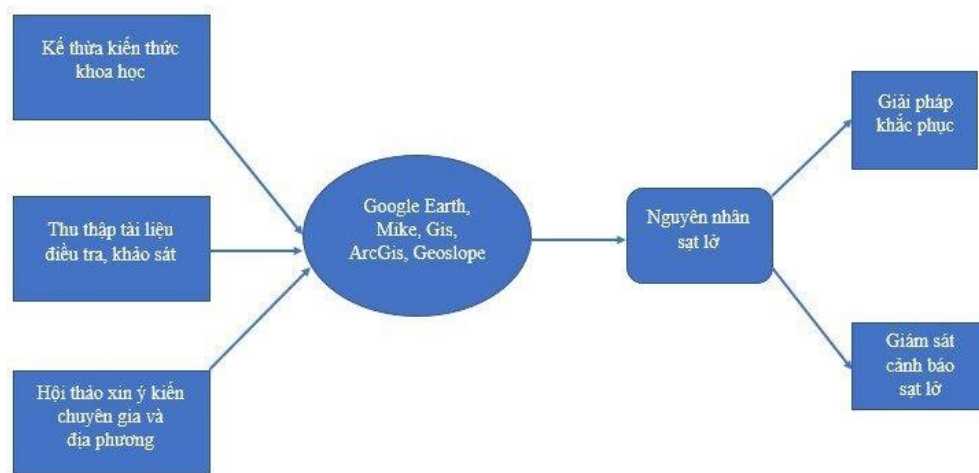 Kế thừa kiến thức
khoa học
Thu thập tài liệu
điều tra, khảo sát
Hội thảo xin ý kiến
chuyên gia và
địa phương
Google Earth,
Mike, Gis,
ArcGis, Geoslope
Nguyên nhân
sạt lở
Giải pháp
khắc phục
Giám sát
cảnh báo
sạt lở